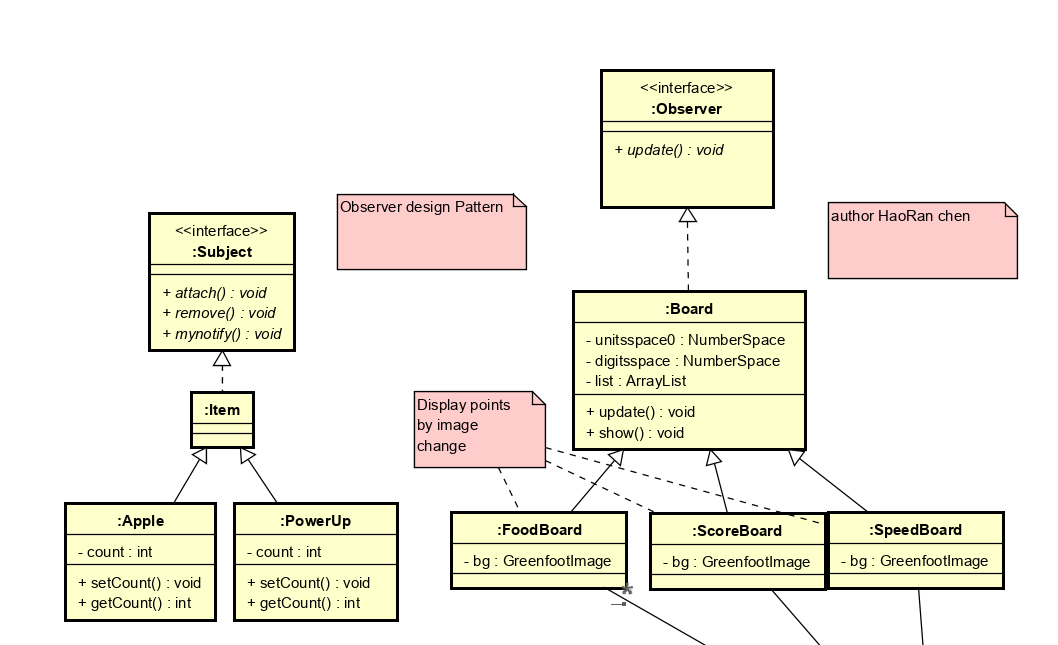 <<interface>>
:Observer
+ update() : void
Observer design Pattern
author HaoRan chen
<<interface>>
:Subject
+ attach() : void
+ remove() : void
+ mynotify() : void
:Board
- unitsspace0 : NumberSpace
- digitsspace : NumberSpace
- list : ArrayList
+ update() : void
+ show() : void
:Item
Display points
by image
change
:Apple
- count : int
+ setCount() : void
+ getCount() : int
:PowerUp
- count : int
+ setCount() : void
+ getCount() : int
:FoodBoard
- bg : GreenfootImage
:ScoreBoard
- bg : GreenfootImage
:SpeedBoard
- bg : GreenfootImage
*